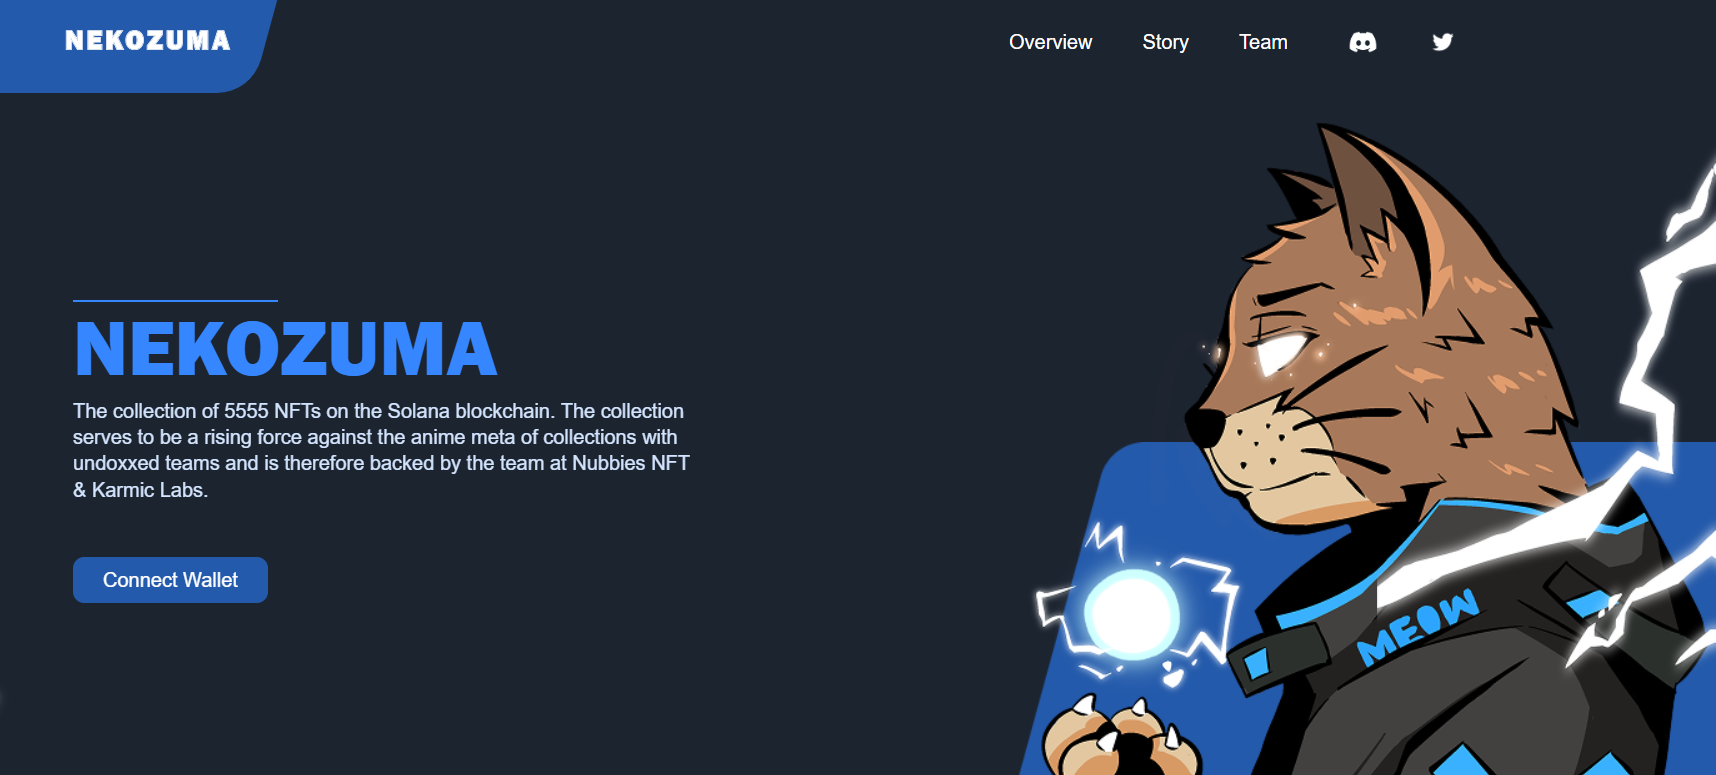 NEKOZUMA
Overview
Story
Team
NEKOZUMA
The collection of 5555 NFTs on the Solana blockchain. The collection
serves to be a rising force against the anime meta of collections with
undoxxed teams and is therefore backed by the team at Nubbies NFT
& Karmic Labs.
Connect Wallet
MEOW